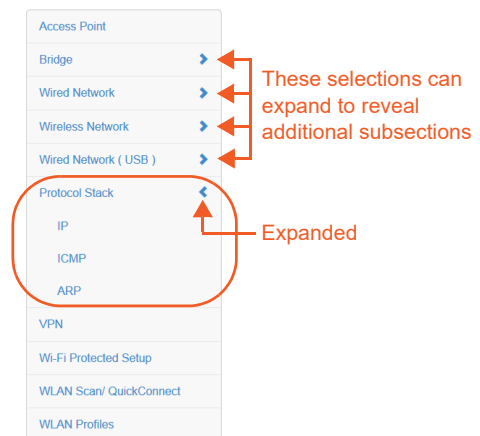 Access Point
Bridge
Wired Network
Wireless Network
Wired Network ( USB )
Protocol Stack
IP
ICMP
ARP
VPN
Wi-Fi Protected Setup
WLAN Scan/ QuickConnect
WLAN Profiles
These selections can
expand to reveal
additional subsections
Expanded